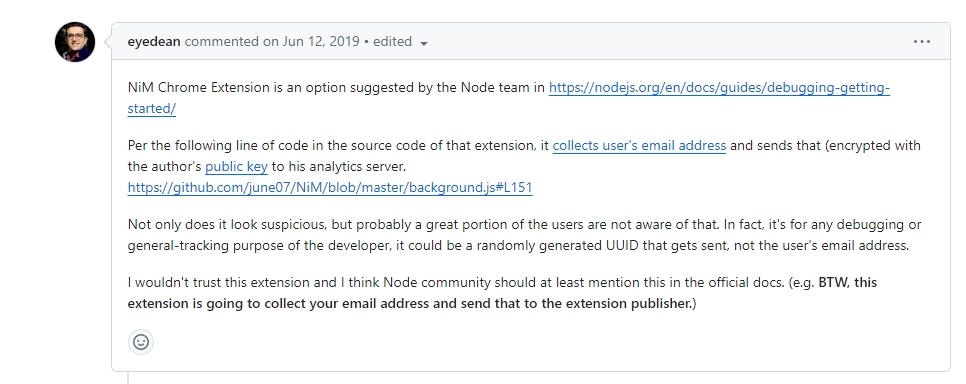 eyedean commented on Jun 12, 2019 • edited
NiM Chrome Extension is an option suggested by the Node team in https://nodejs.org/en/docs/guides/debugging-getting-
started/
Per the following line of code in the source code of that extension, it collects user's email address and sends that (encrypted with
the author's public key to his analytics server.
https://github.com/june07/NiM/blob/master/background.js#L151
Not only does it look suspicious, but probably a great portion of the users are not aware of that. In fact, it's for any debugging or
general-tracking purpose of the developer, it could be a randomly generated UUID that gets sent, not the user's email address.
I wouldn't trust this extension and I think Node community should at least mention this in the official docs. (e.g. BTW, this
extension is going to collect your email address and send that to the extension publisher.)